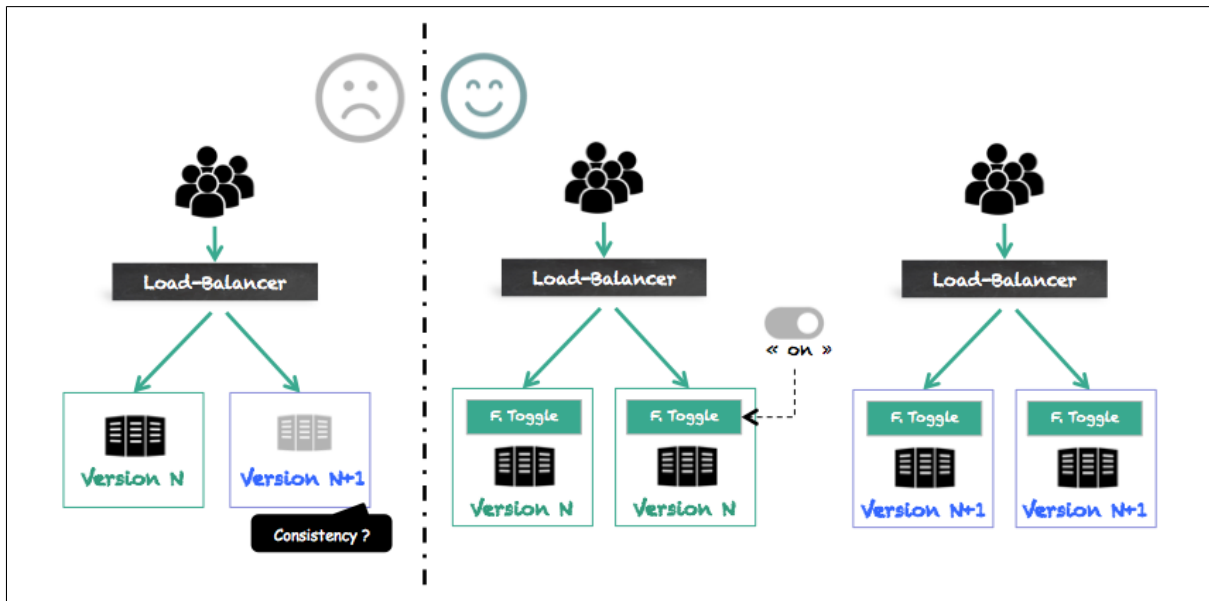 Load-Balancer
Version N
Version N+1
Consistency ?
Load-Balancer
« on »
F. Toggle
F. Toggle
Version N
Version N
Load-Balancer
F. Toggle
F. Toggle
Version N+1
Version N+1